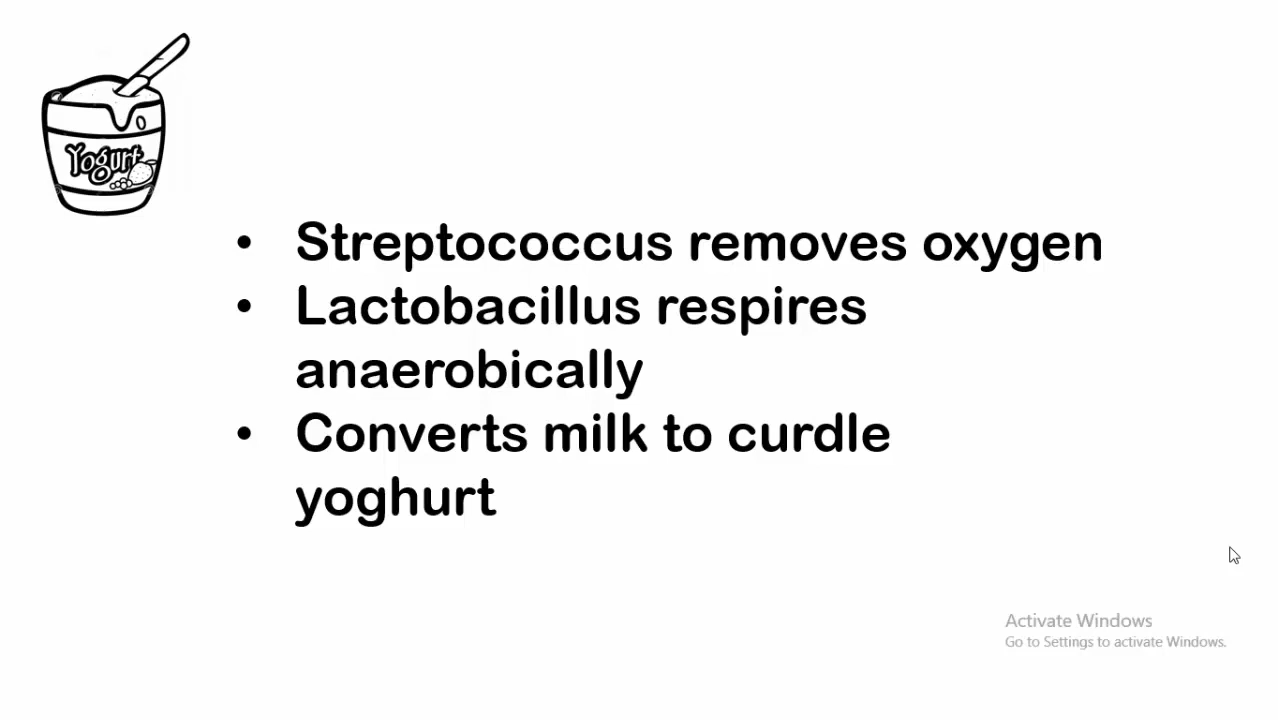 Yogurt
• Streptococcus removes oxygen
• Lactobacillus respires
anaerobically
• Converts milk to curdle
yoghurt
Activate Windows
Go to Settings to activate Windows.